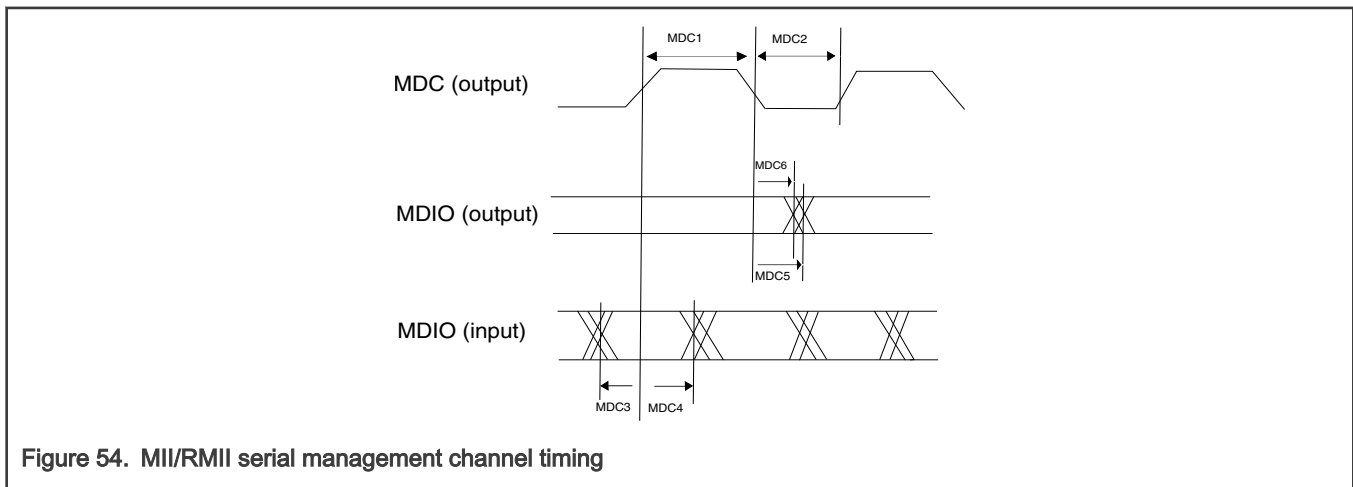 MDC1
MDC2
MDC (output)
MDC6
MDIO (output)
MDC5
MDIO (input)
MDC3
MDC4
Figure 54. MII/RMII serial management channel timing